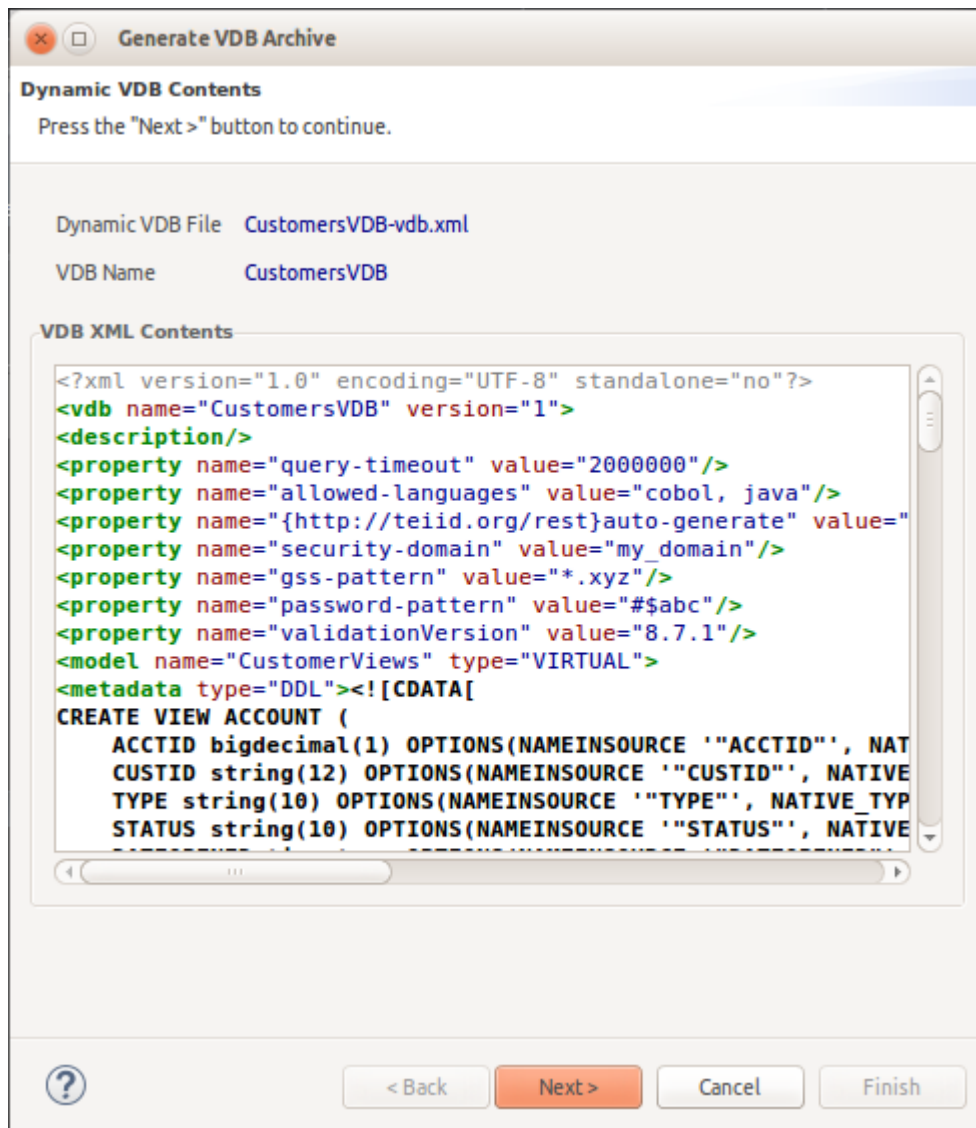 Generate VDB Archive
Dynamic VDB Contents
Press the "Next >" button to continue.
Dynamic VDB File CustomersVDB-vdb.xml
VDB Name CustomersVDB
VDB XML Contents
<?xml version="1.0" encoding="UTF-8" standalone="no"?>
<vdb name="CustomersVDB" version="1">
<description/>
<property name="query-timeout" value="2000000"/>
<property name="allowed-languages" value="cobol, java"/>
<property name="{http://teiid.org/rest}auto-generate" value="
<property name="security-domain" value="my_domain"/>
<property name="gss-pattern" value="*.xyz"/>
<property name="password-pattern" value="#$abc"/>
<property name="validationVersion" value="8.7.1"/>
<model name="CustomerViews" type="VIRTUAL">
<metadata type="DDL"><![CDATA[
CREATE VIEW ACCOUNT (
ACCTID bigdecimal(1) OPTIONS(NAMEINSOURCE '"ACCTID"', NAT
CUSTID string(12) OPTIONS(NAMEINSOURCE '"CUSTID"', NATIVE
TYPE string(10) OPTIONS(NAMEINSOURCE '"TYPE"', NATIVE_TYP
STATUS string(10) OPTIONS(NAMEINSOURCE '"STATUS"', NATIVE
? < Back Next > Cancel Finish